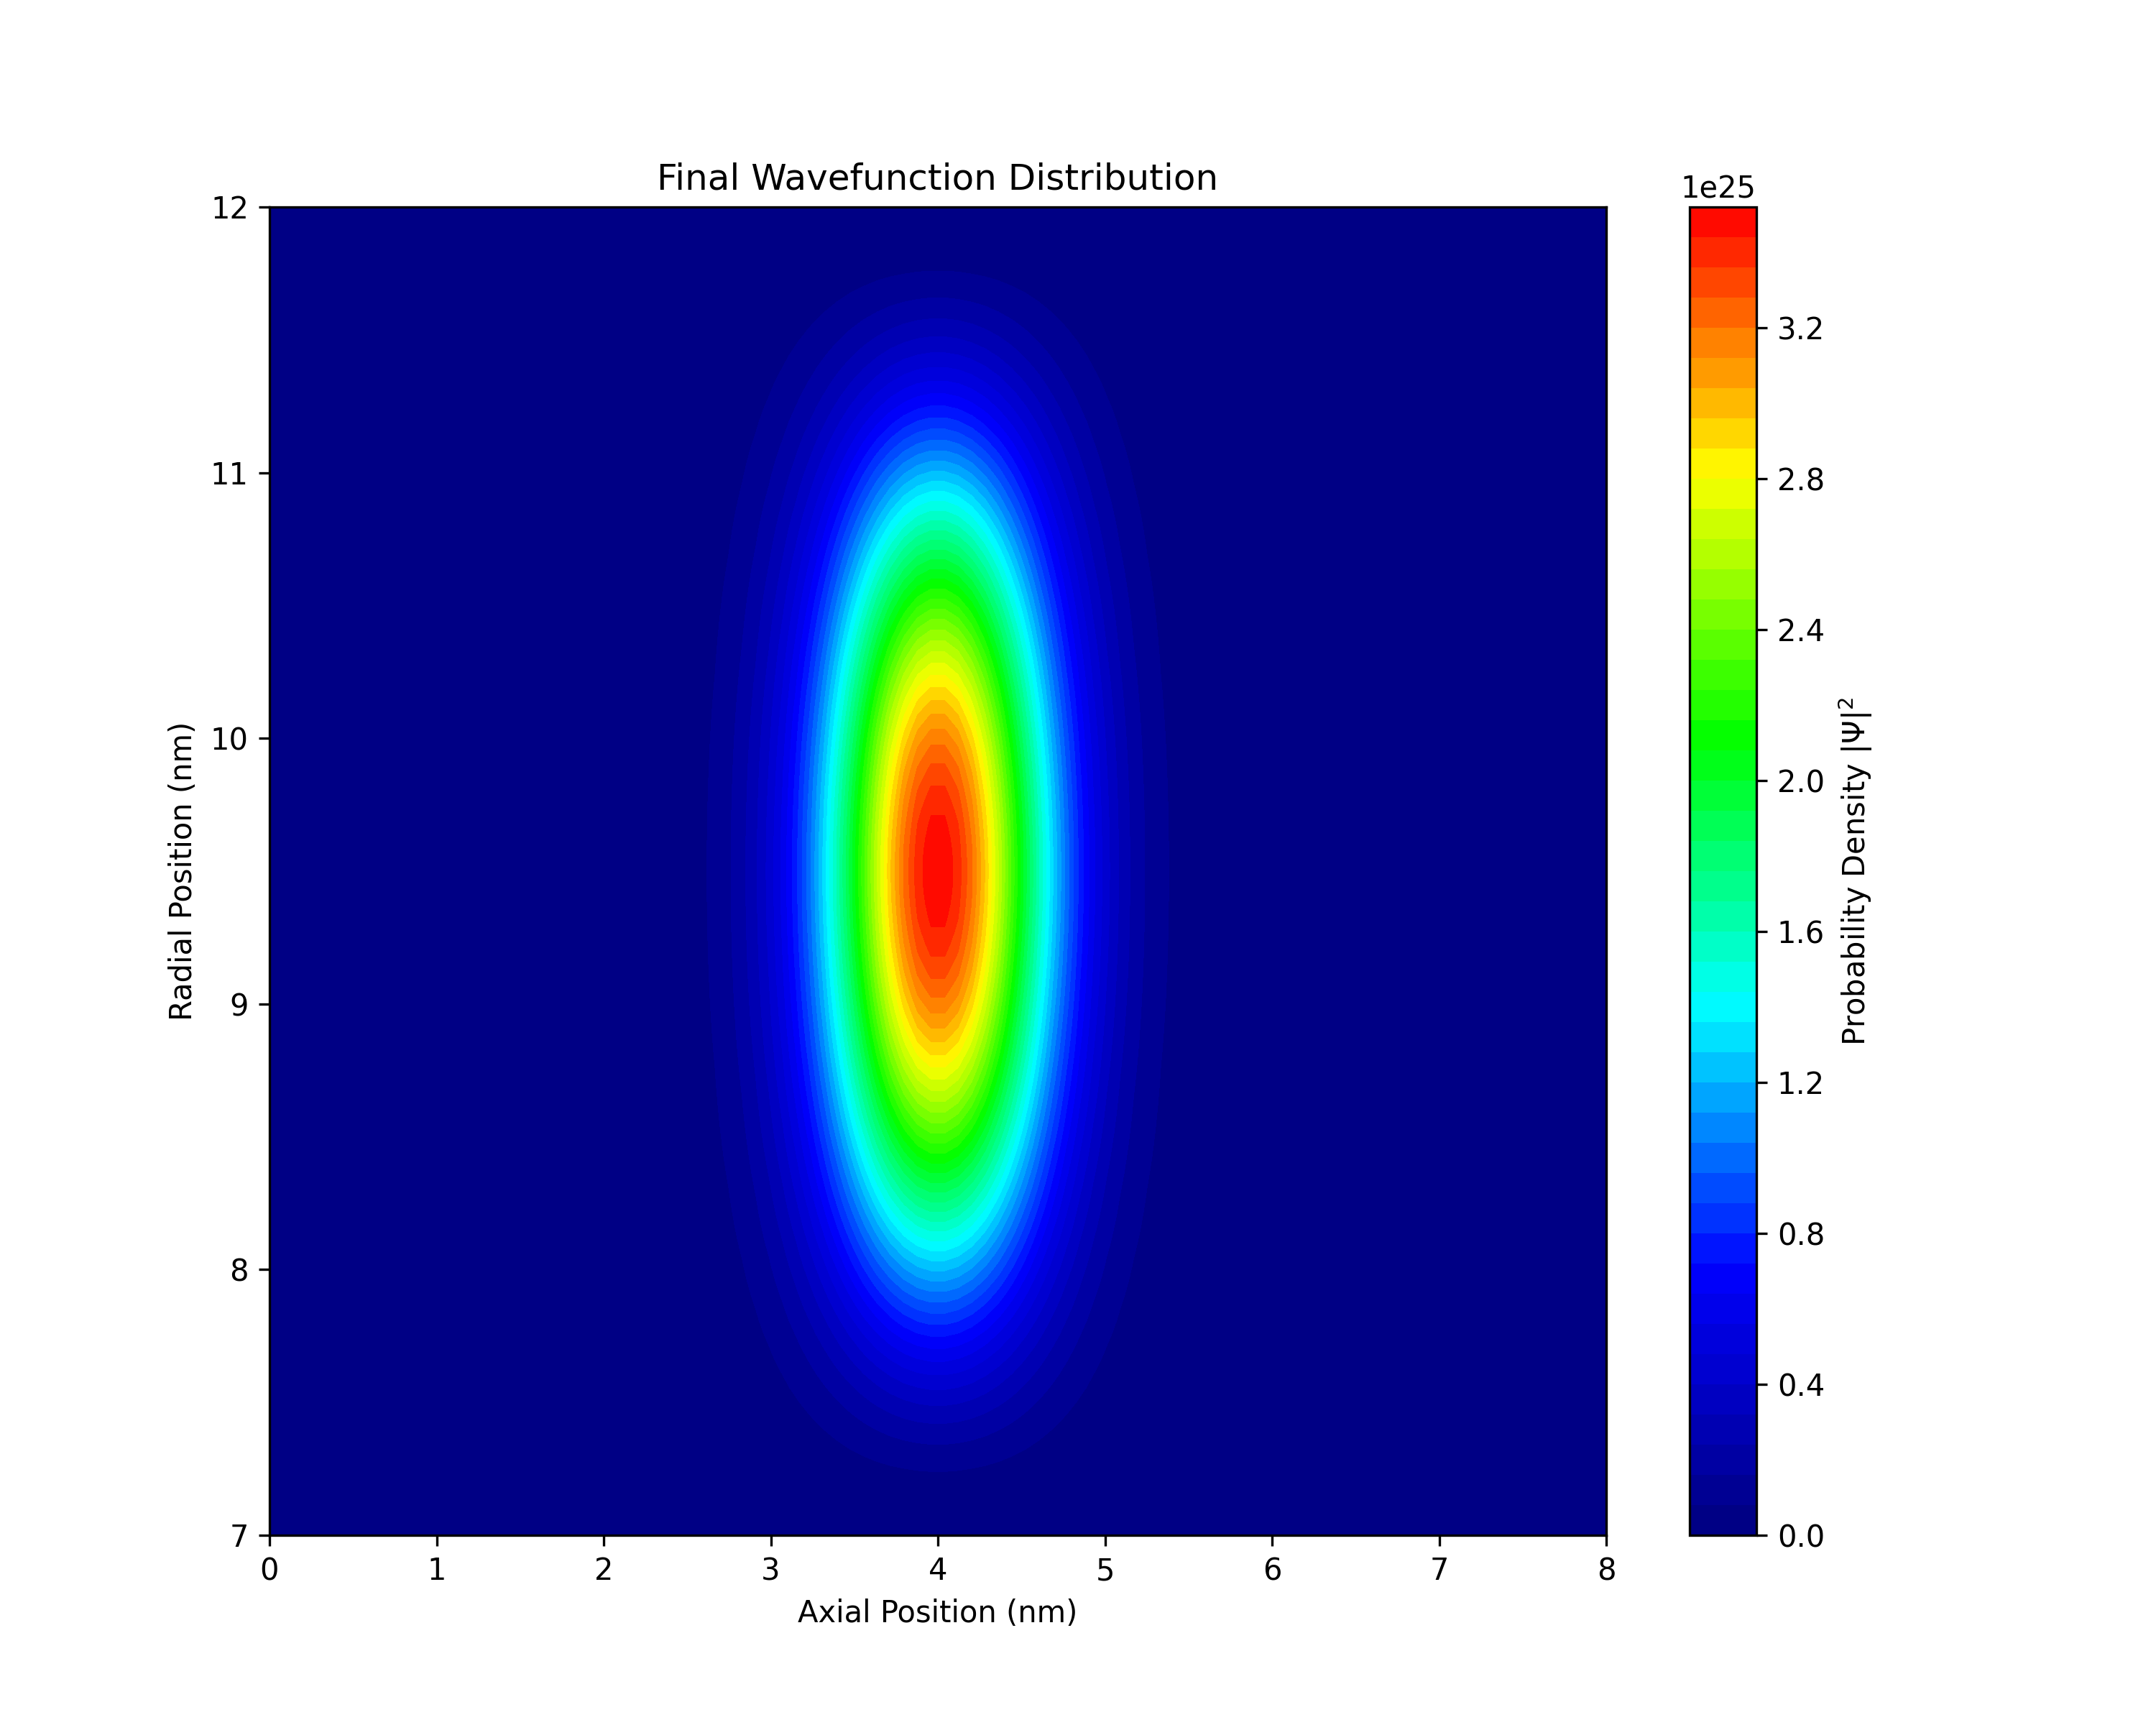 Final Wavefunction Distribution
1e25
12
11
10
9
8
7
Radial Position (nm)
0 1 2 3 4 5 6 7 8
Axial Position (nm)
3.2
2.8
2.4
2.0
1.6
1.2
0.8
0.4
0.0
Probability Density |Ψ|²